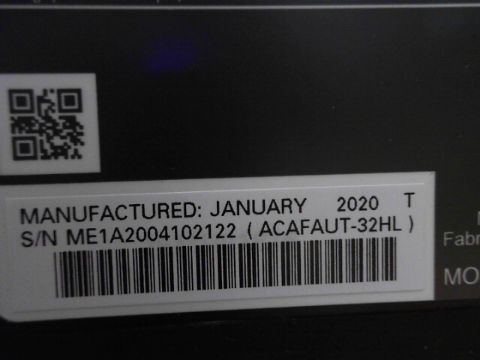 MANUFACTURED: JANUARY 2020 T
S/N ME1A2004102122 ( ACAFAUT-32HL )
Fabr
MO